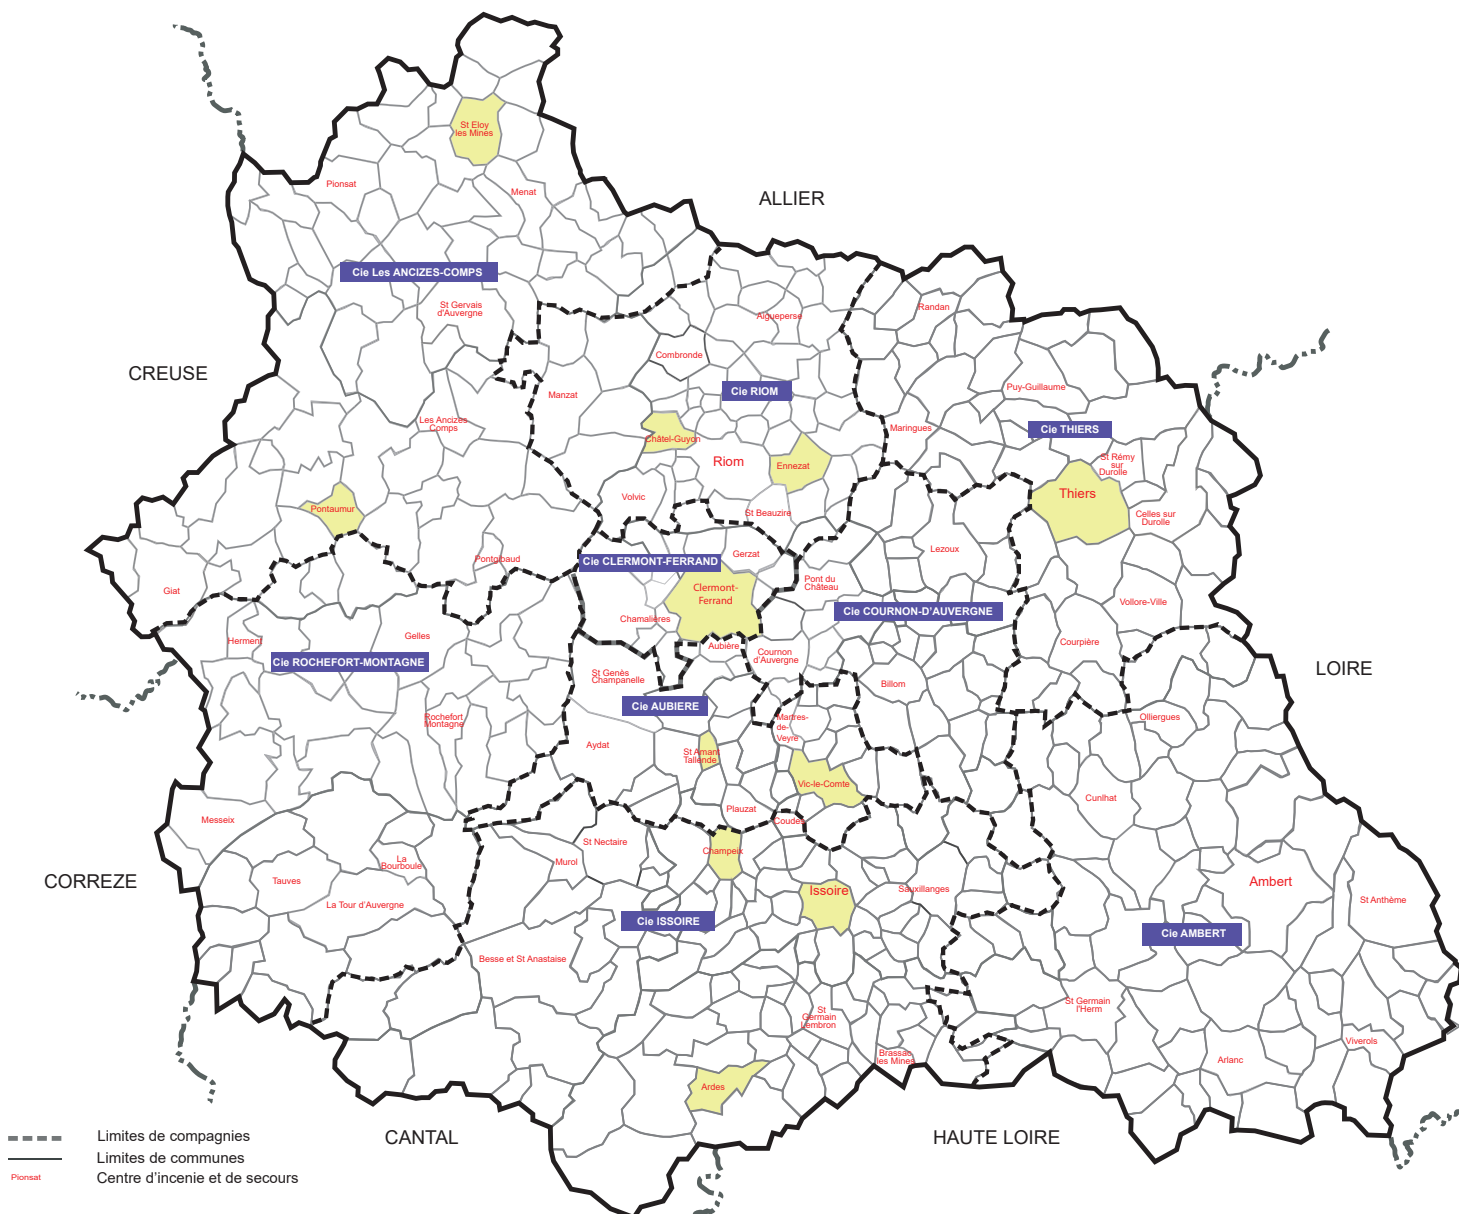 St Eloy
les Mines
Pionsat
Menat
ALLIER
Cie Les ANCIZES-COMPS
St Gervais
d'Auvergne
Randan
Aigueperse
Combronde
CREUSE
Cie RIOM
Puy-Guillaume
Manzat
Les Ancizes
Comps
Maringues
Cie THIERS
Châtel-Guyon
Riom
Ennezat
St Rémy
sur
Durolle
Thiers
Volvic
Pontaumur
St Beauzire
Celles sur
Durolle
Lezoux
Gerzat
Pontgibaud
Cie CLERMONT-FERRAND
Pont du
Château
Giat
Clermont-
Ferrand
Vollore-Ville
Cie COURNON-D'AUVERGNE
Chamalières
Herment
Gelles
Aubière
Cournon
d'Auvergne
Courpière
Cie ROCHEFORT-MONTAGNE
LOIRE
St Genès
Champanelle
Billom
Cie AUBIERE
Rochefort
Montagne
Martres-
de-
Veyre
Olliergues
Aydat
St Amant
Tallende
Vic-le-Comte
Cunlhat
Plauzat
Messeix
Coudes
St Nectaire
Champeix
Murol
La
Bourboule
CORREZE
Tauves
Issoire
Sauxillanges
Ambert
La Tour d'Auvergne
St Anthème
Cie ISSOIRE
Cie AMBERT
Besse et St Anastaise
St Germain
l'Herm
St
Germain
Lembron
Viverols
Brassac
les Mines
Arlanc
Ardes
CANTAL
HAUTE LOIRE
Limites de compagnies
Limites de communes
Pionsat
Centre d'incenie et de secours